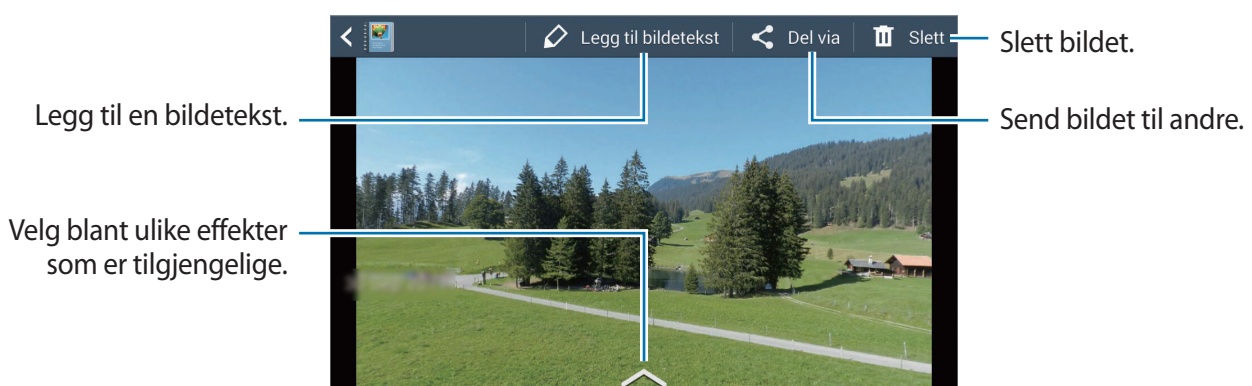 Legg til bildetekst
Del via
Slett
Slett bildet.
Legg til en bildetekst.
Send bildet til andre.
Velg blant ulike effekter
som er tilgjengelige.